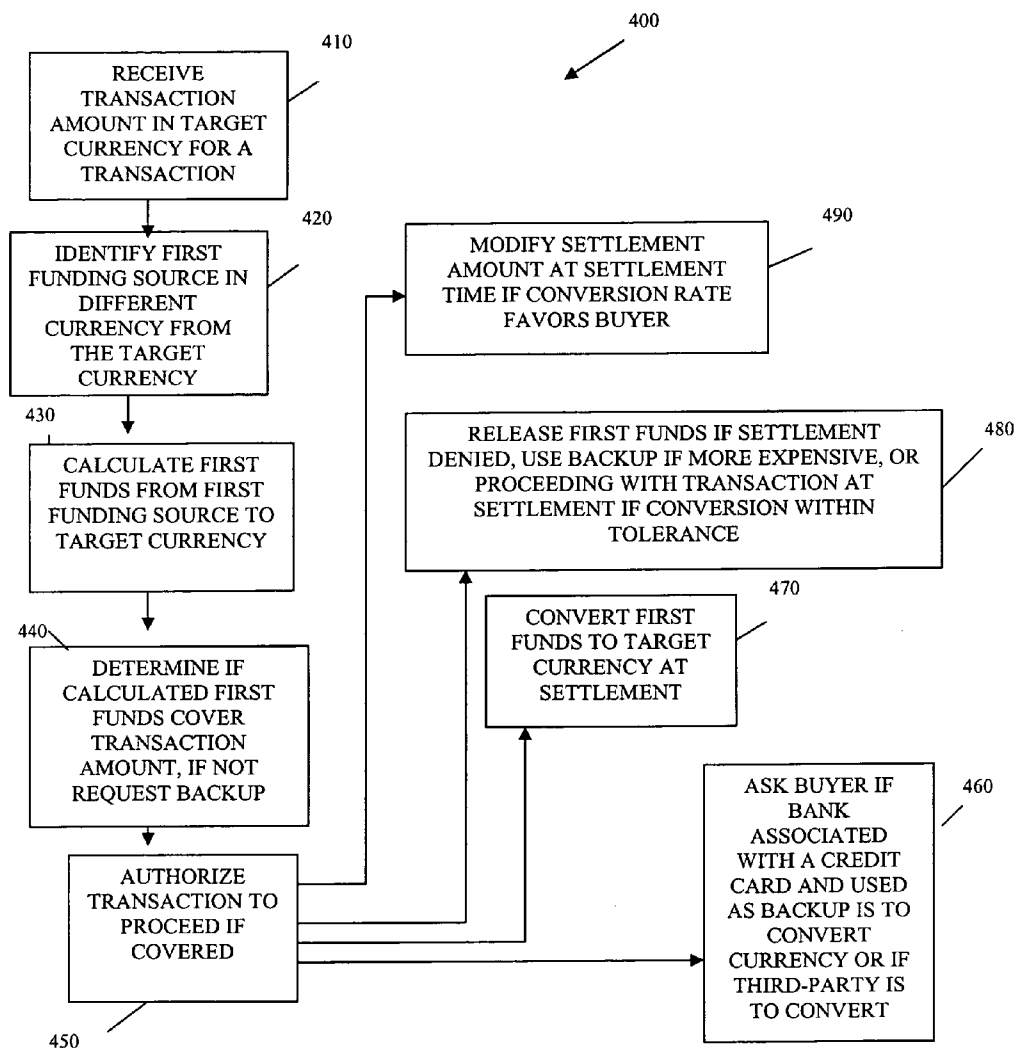 400
410
RECEIVE
TRANSACTION
AMOUNT IN TARGET
CURRENCY FOR A
TRANSACTION
420
IDENTIFY FIRST
FUNDING SOURCE IN
DIFFERENT
CURRENCY FROM
THE TARGET
CURRENCY
430
CALCULATE FIRST
FUNDS FROM FIRST
FUNDING SOURCE TO
TARGET CURRENCY
440
DETERMINE IF
CALCULATED FIRST
FUNDS COVER
TRANSACTION
AMOUNT, IF NOT
REQUEST BACKUP
AUTHORIZE
TRANSACTION TO
PROCEED IF
COVERED
450
490
MODIFY SETTLEMENT
AMOUNT AT SETTLEMENT
TIME IF CONVERSION RATE
FAVORS BUYER
480
RELEASE FIRST FUNDS IF SETTLEMENT
DENIED, USE BACKUP IF MORE EXPENSIVE, OR
PROCEEDING WITH TRANSACTION AT
SETTLEMENT IF CONVERSION WITHIN
TOLERANCE
470
CONVERT FIRST
FUNDS TO TARGET
CURRENCY AT
SETTLEMENT
460
ASK BUYER IF
BANK
ASSOCIATED
WITH A CREDIT
CARD AND USED
AS BACKUP IS TO
CONVERT
CURRENCY OR IF
THIRD-PARTY IS
TO CONVERT